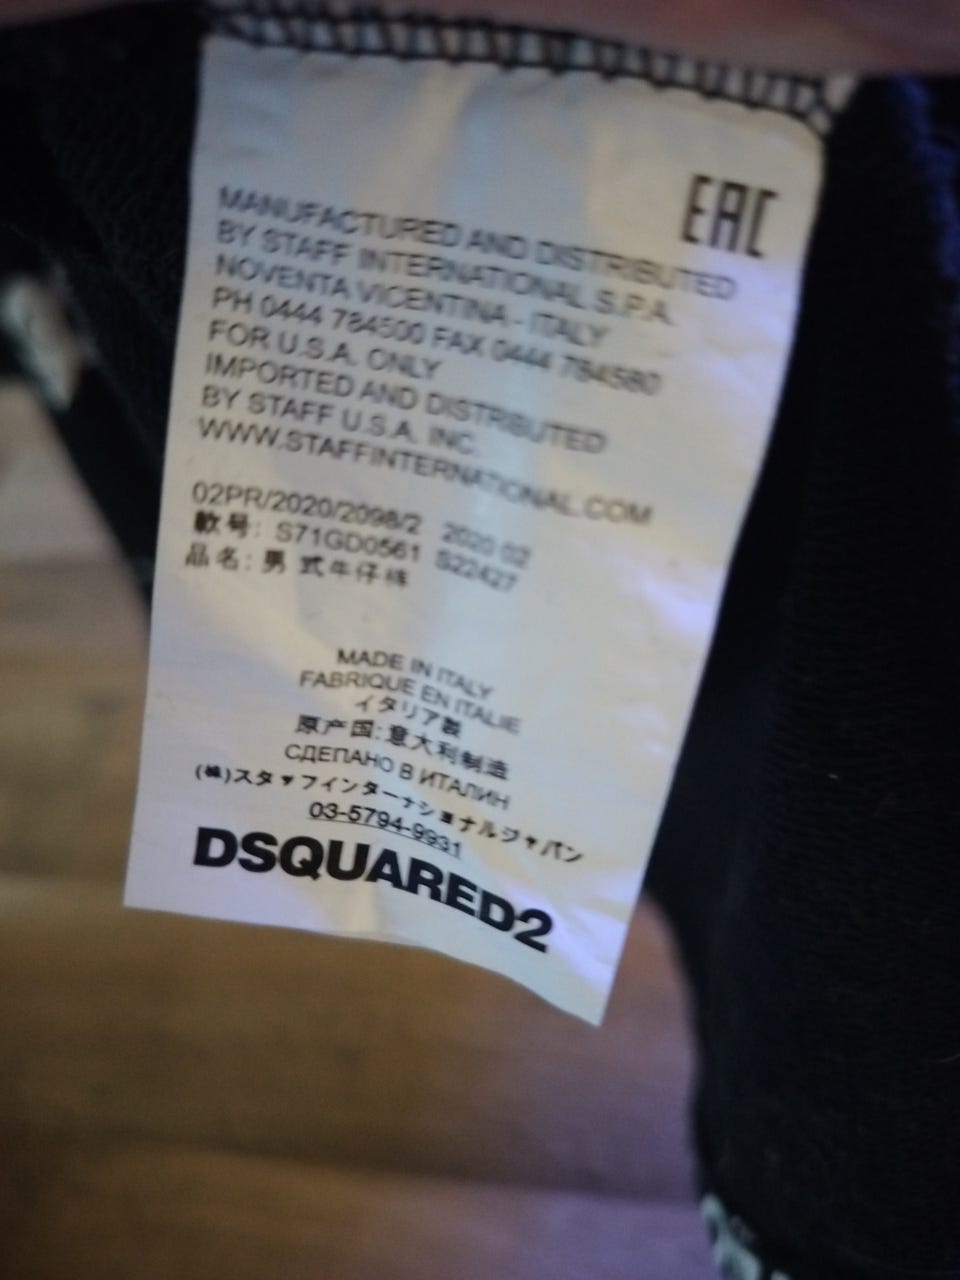 EAC
MANUFACTURED AND DISTRIBUTED
BY STAFF INTERNATIONAL S.P.A.
NOVENTA VICENTINA - ITALY
PH 0444 784500 FAX 0444 784580
FOR U.S.A. ONLY
IMPORTED AND DISTRIBUTED
BY STAFF U.S.A. INC.
WWW.STAFFINTERNATIONAL.COM
02PR/2020/2098/2 2020 02
款号: S71GD0561 S22427
品名: 男式牛仔裤
MADE IN ITALY
FABRIQUE EN ITALIE
イタリア製
原产国:意大利制造
СДЕЛАНО В ИТАЛИИ
(株)スタッフインターナショナルジャパン
03-5794-9931
DSQUARED2